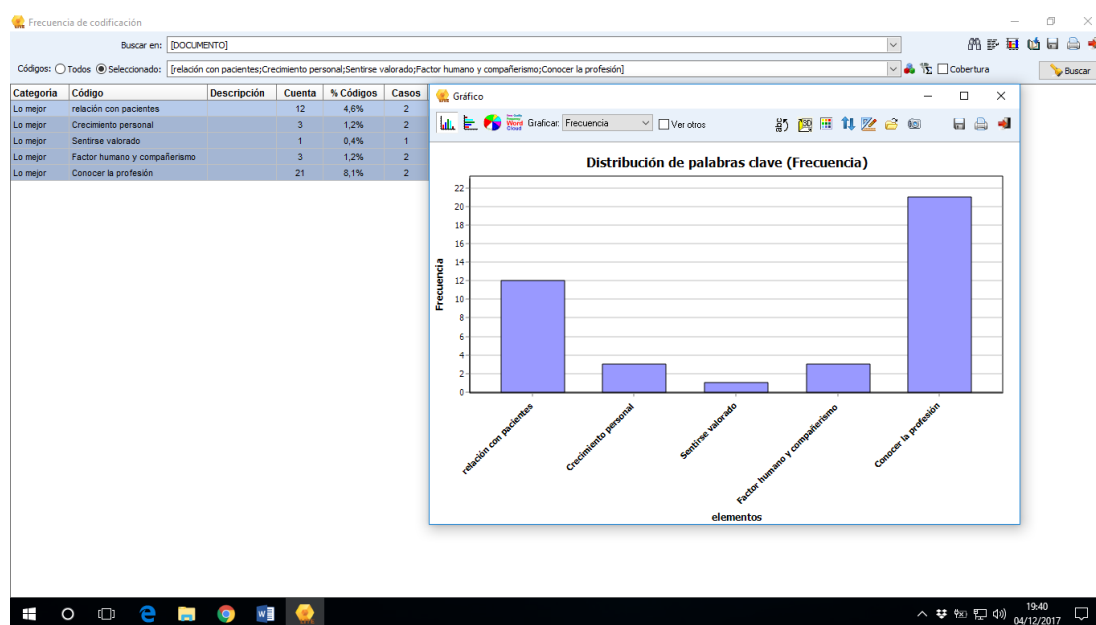 Frecuencia de codificación
Buscar en: [DOCUMENTO]
Códigos: Todos Seleccionado: [relación con pacientes;Crecimiento personal;Sentirse valorado;Factor humano y compañerismo;Conocer la profesión] Cobertura Buscar
Categoria Código Descripción Cuenta % Códigos Casos
Lo mejor relación con pacientes 12 4,6% 2
Lo mejor Crecimiento personal 3 1,2% 2
Lo mejor Sentirse valorado 1 0,4% 1
Lo mejor Factor humano y compañerismo 3 1,2% 2
Lo mejor Conocer la profesión 21 8,1% 2
Gráfico
Graficar: Frecuencia Ver otros
Distribución de palabras clave (Frecuencia)
Frecuencia
22
20
18
16
14
12
10
8
6
4
2
0
relación con pacientes
Crecimiento personal
Sentirse valorado
Factor humano y compañerismo
Conocer la profesión
elementos
19:40
04/12/2017